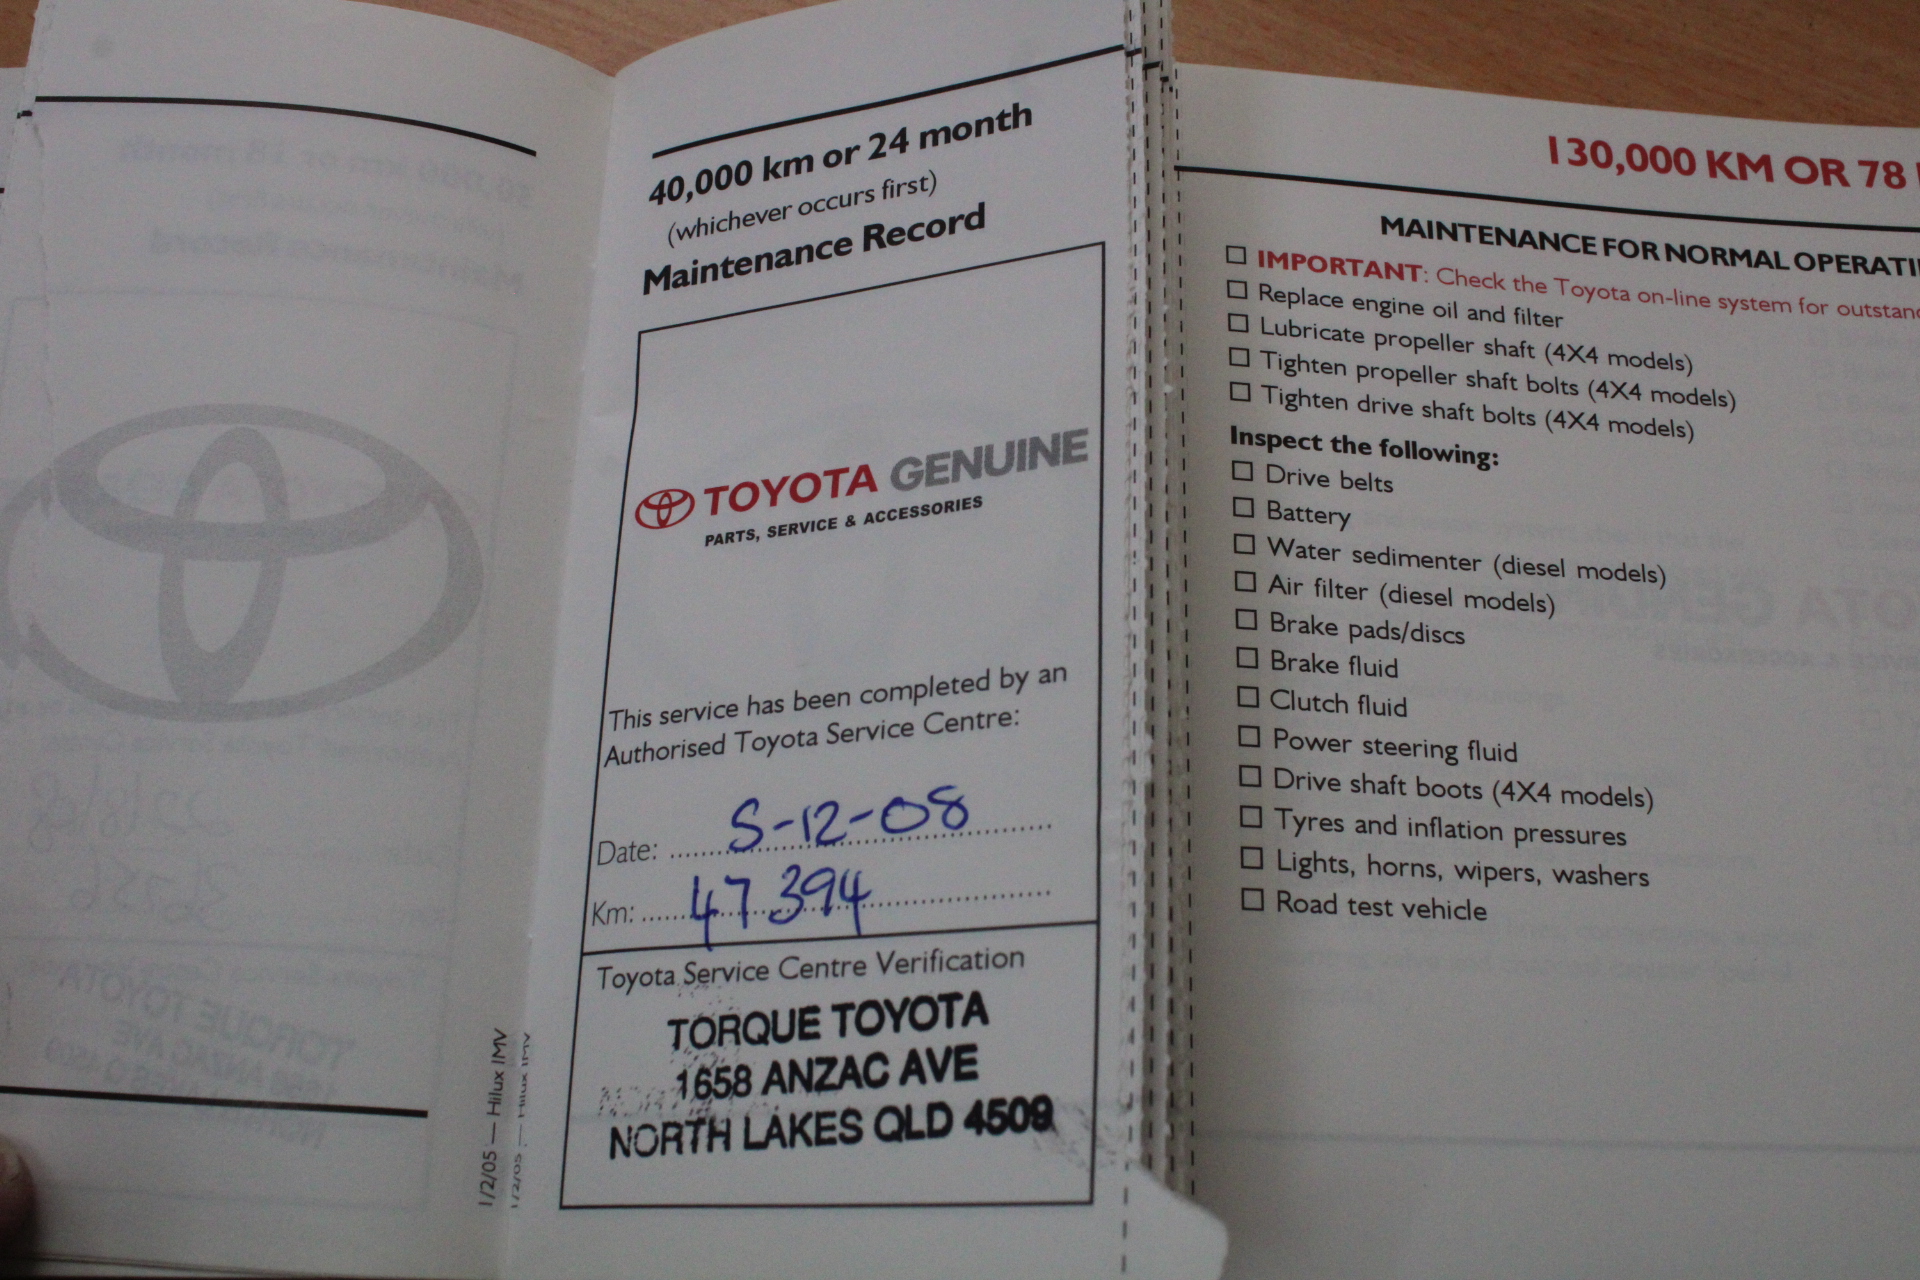 40,000 km or 24 month
(whichever occurs first)
Maintenance Record
TOYOTA GENUINE
PARTS, SERVICE & ACCESSORIES
This service has been completed by an
Authorised Toyota Service Centre:
Date: 5-12-08
Km: 47394
Toyota Service Centre Verification
TORQUE TOYOTA
1658 ANZAC AVE
NORTH LAKES QLD 4509
1/2/05 — Hilux IMV
1/2/05 — Hilux IMV
130,000 KM OR 78
MAINTENANCE FOR NORMAL OPERATI
IMPORTANT: Check the Toyota on-line system for outstan
Replace engine oil and filter
Lubricate propeller shaft (4X4 models)
Tighten propeller shaft bolts (4X4 models)
Tighten drive shaft bolts (4X4 models)
Inspect the following:
Drive belts
Battery
Water sedimenter (diesel models)
Air filter (diesel models)
Brake pads/discs
Brake fluid
Clutch fluid
Power steering fluid
Drive shaft boots (4X4 models)
Tyres and inflation pressures
Lights, horns, wipers, washers
Road test vehicle